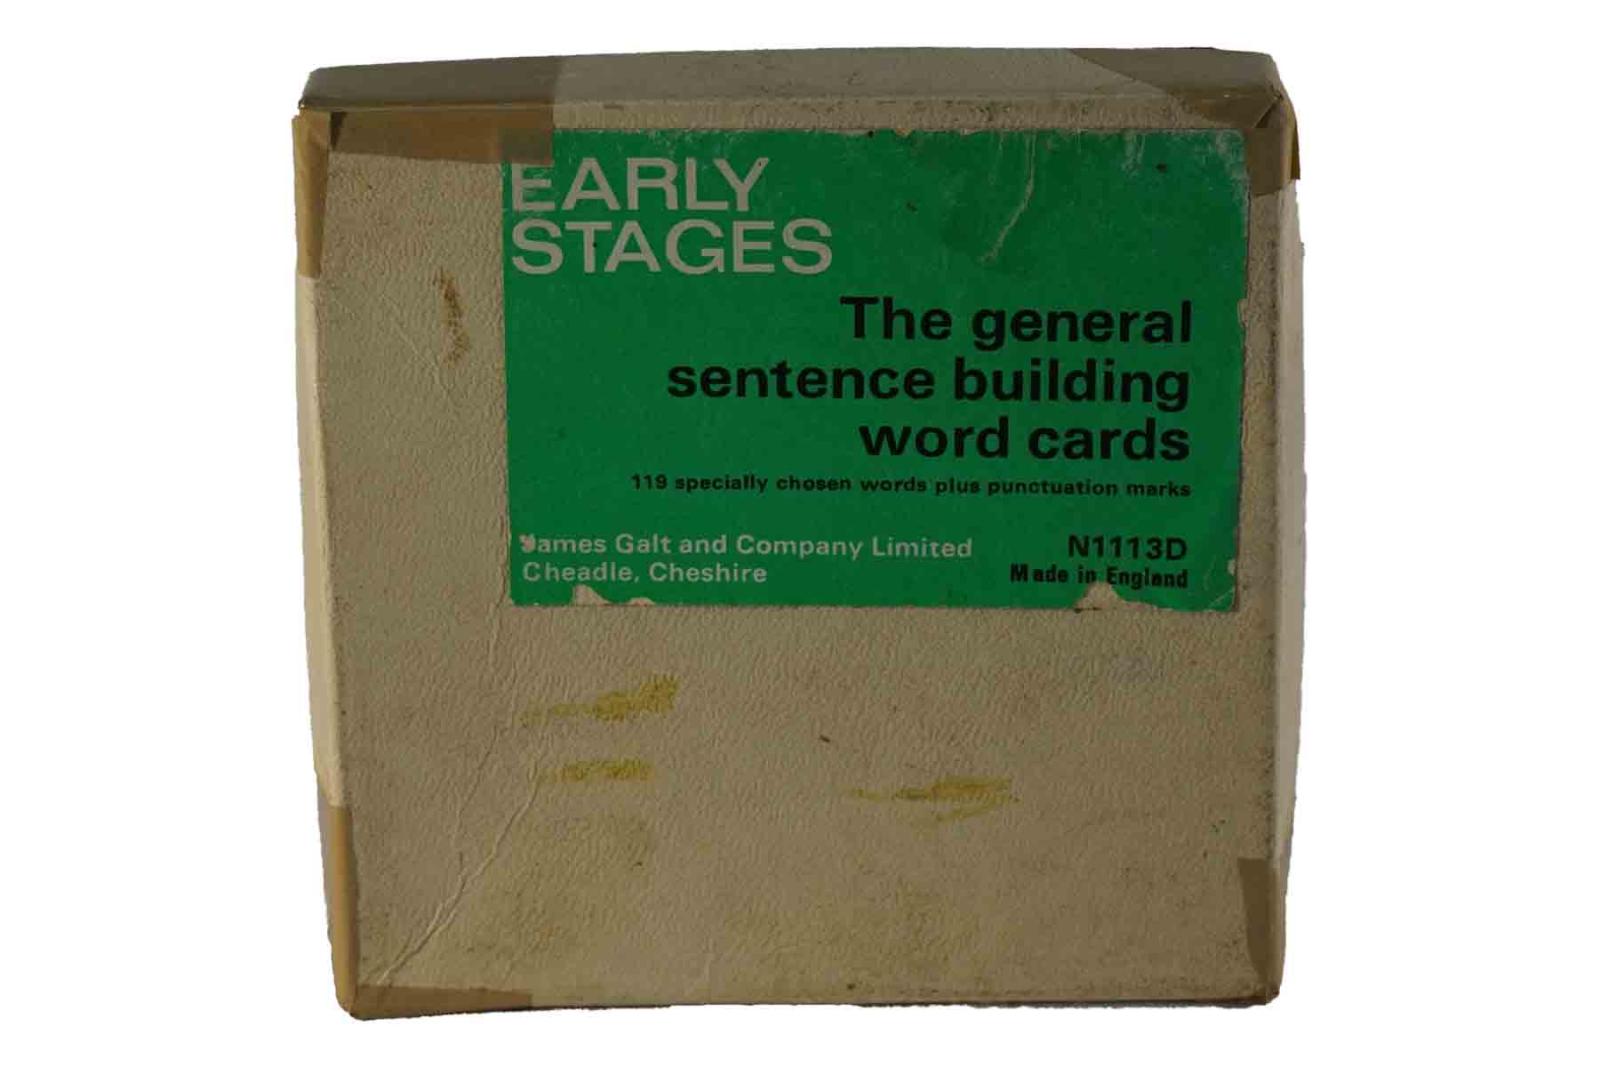 EARLY
STAGES
The general
sentence building
word cards
119 specially chosen words plus punctuation marks
James Galt and Company Limited
Cheadle, Cheshire
N1113D
Made in England